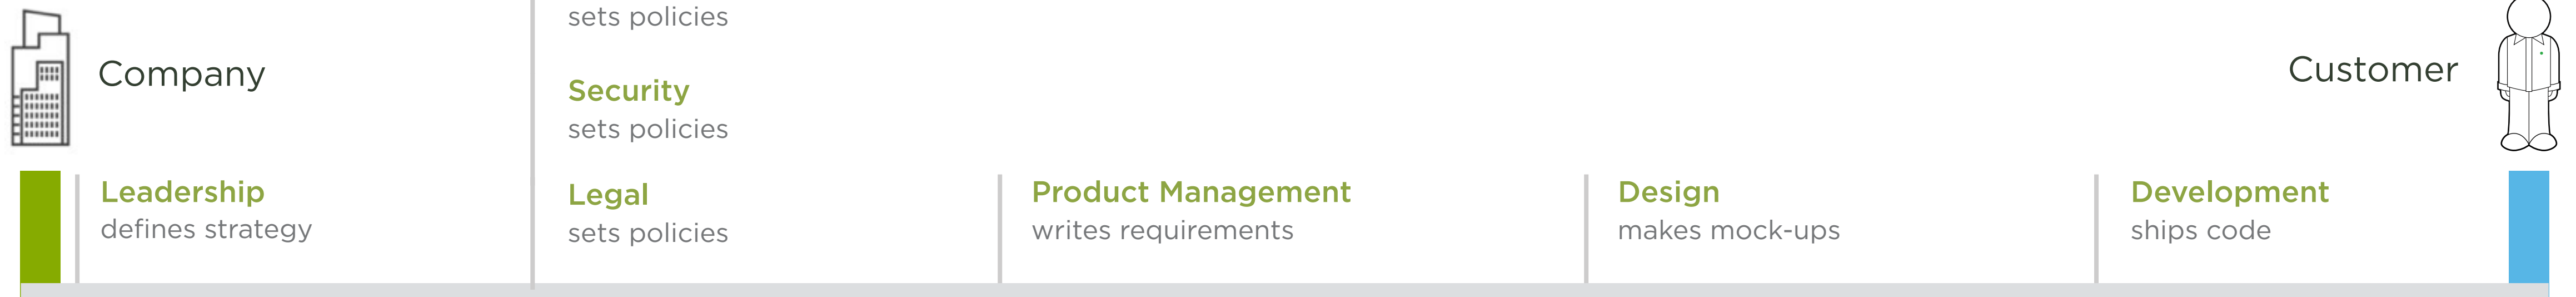 sets policies
Company
Customer
Security
sets policies
Leadership
defines strategy
Legal
sets policies
Product Management
writes requirements
Design
makes mock-ups
Development
ships code